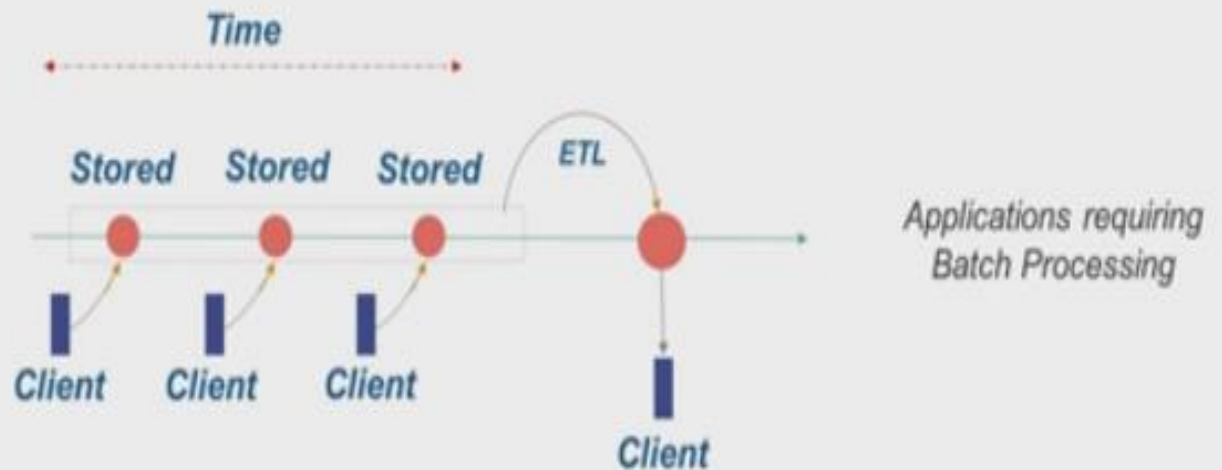 Time
Stored Stored Stored
ETL
Applications requiring
Batch Processing
Client Client Client
Client